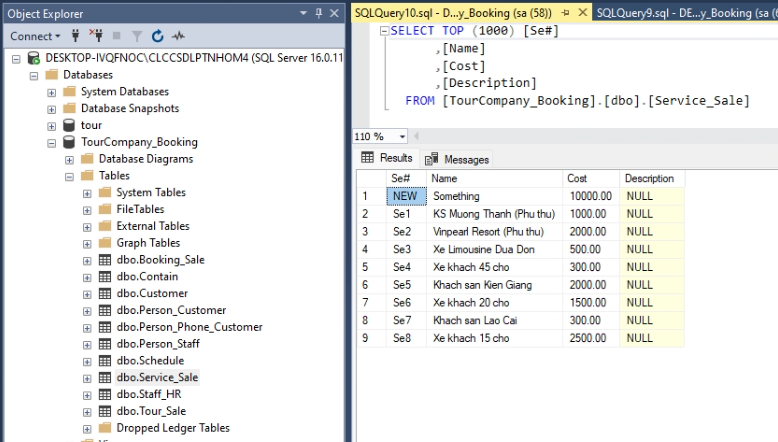 Object Explorer
Connect
DESKTOP-IVQFNOC\CLCCSDLPTNHOM4 (SQL Server 16.0.11
Databases
System Databases
Database Snapshots
tour
TourCompany_Booking
Database Diagrams
Tables
System Tables
FileTables
External Tables
Graph Tables
dbo.Booking_Sale
dbo.Contain
dbo.Customer
dbo.Person_Customer
dbo.Person_Phone_Customer
dbo.Person_Staff
dbo.Schedule
dbo.Service_Sale
dbo.Staff_HR
dbo.Tour_Sale
Dropped Ledger Tables
SQLQuery10.sql - D...y_Booking (sa (58))
SQLQuery9.sql - DE...y_Booking (sa (
SELECT TOP (1000) [Se#]
,[Name]
,[Cost]
,[Description]
FROM [TourCompany_Booking].[dbo].[Service_Sale]
110 %
Results Messages
Se# Name Cost Description
1 NEW Something 10000.00 NULL
2 Se1 KS Muong Thanh (Phu thu) 1000.00 NULL
3 Se2 Vinpearl Resort (Phu thu) 2000.00 NULL
4 Se3 Xe Limousine Dua Don 500.00 NULL
5 Se4 Xe khach 45 cho 300.00 NULL
6 Se5 Khach san Kien Giang 2000.00 NULL
7 Se6 Xe khach 20 cho 1500.00 NULL
8 Se7 Khach san Lao Cai 300.00 NULL
9 Se8 Xe khach 15 cho 2500.00 NULL